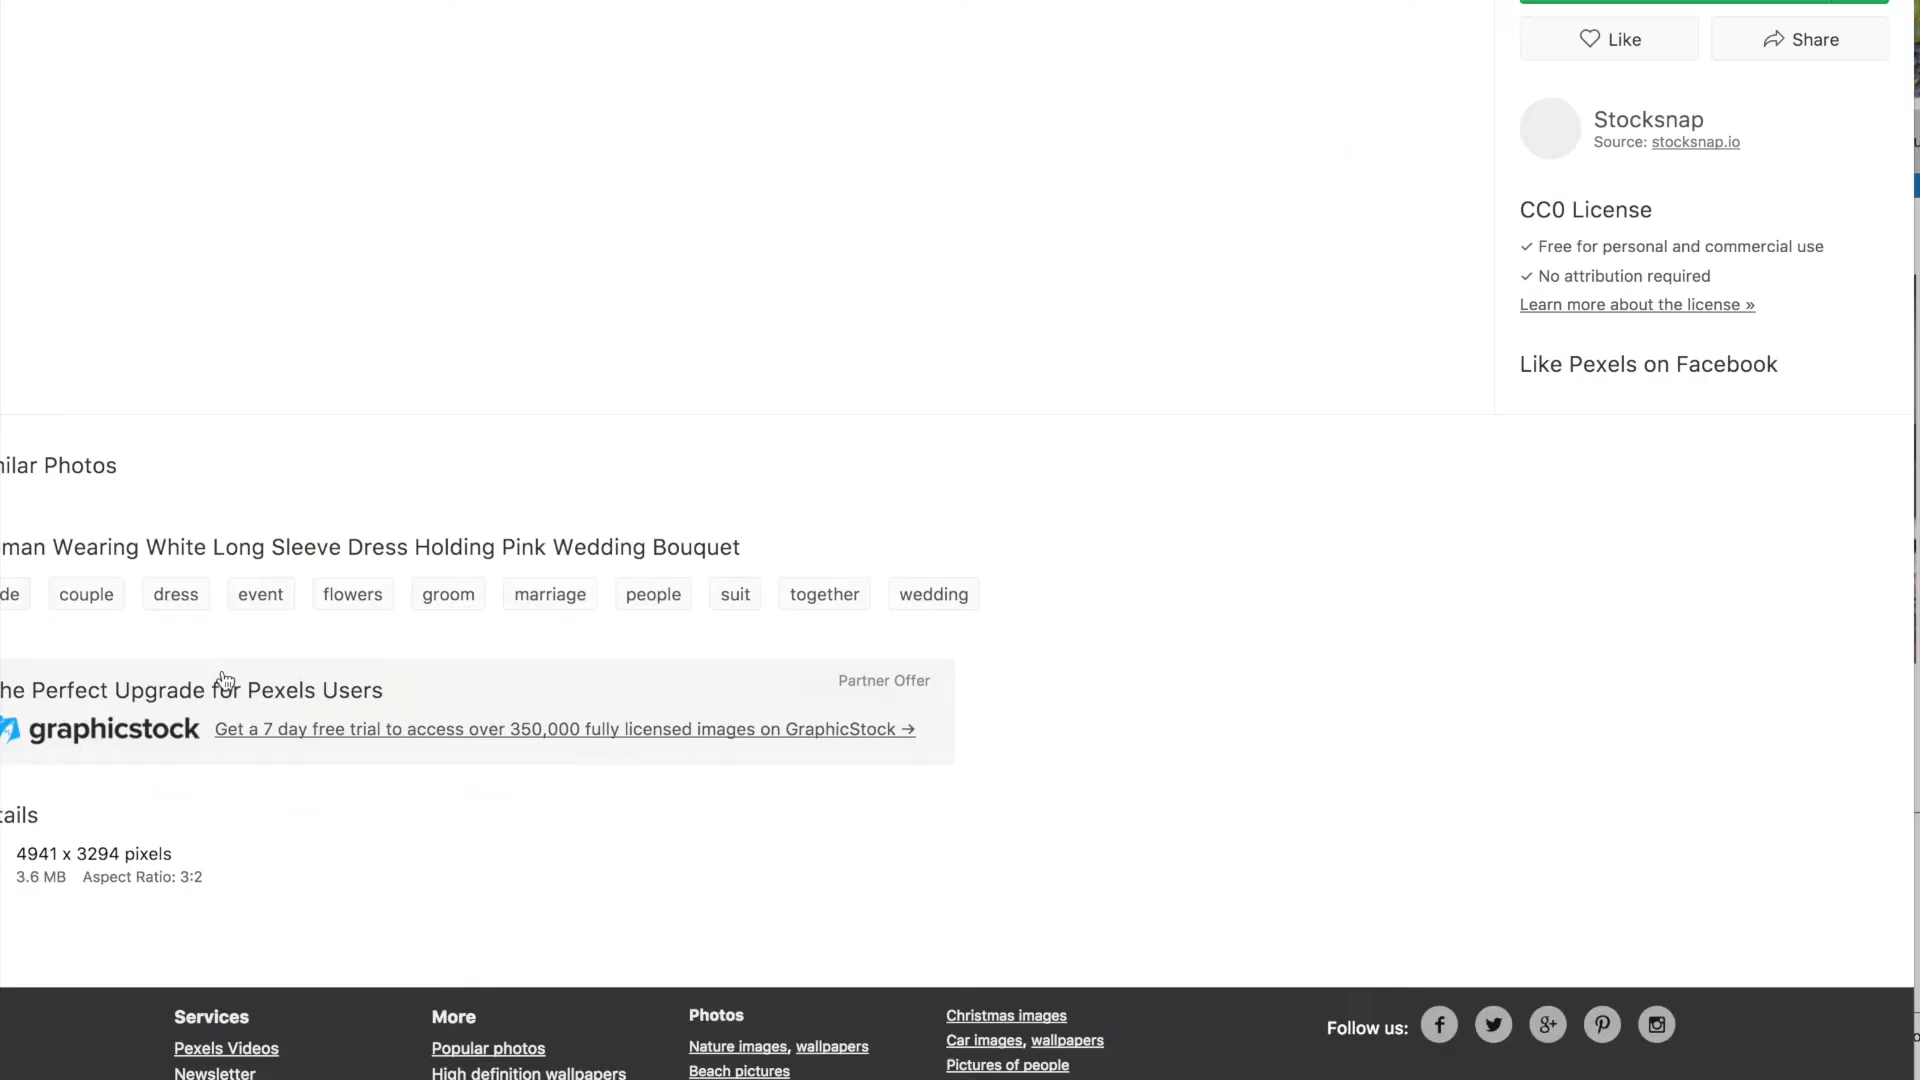 Like
Share
Stocksnap
Source: stocksnap.io
CC0 License
✓ Free for personal and commercial use
✓ No attribution required
Learn more about the license »
Like Pexels on Facebook
Photos
Wearing White Long Sleeve Dress Holding Pink Wedding Bouquet
couple dress event flowers groom marriage people suit together wedding
Partner Offer
Perfect Upgrade for Pexels Users
graphicstock Get a 7 day free trial to access over 350,000 fully licensed images on GraphicStock →
4941 x 3294 pixels
3.6 MB Aspect Ratio: 3:2
Services
Pexels Videos
Newsletter
More
Popular photos
High definition wallpapers
Photos
Nature images, wallpapers
Beach pictures
Christmas images
Car images, wallpapers
Pictures of people
Follow us: